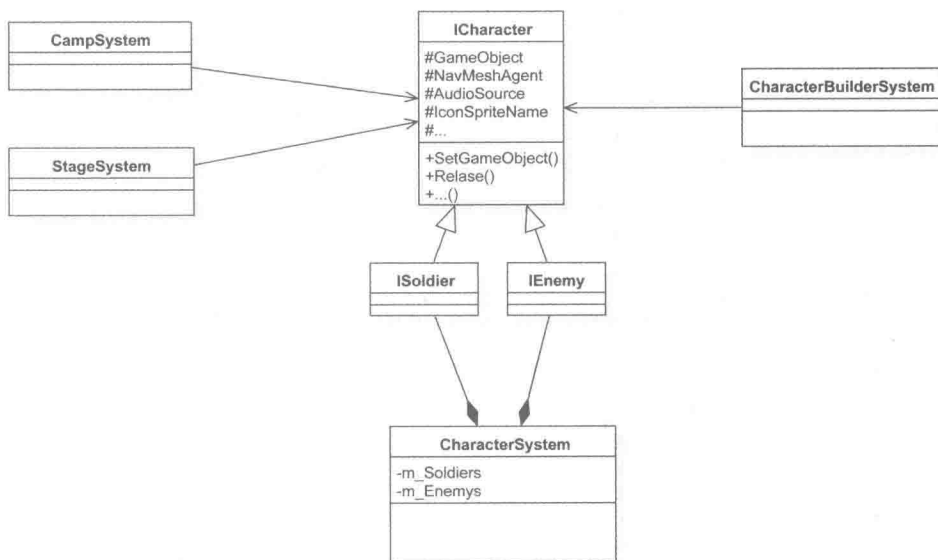 CampSystem
StageSystem
ICharacter
#GameObject
#NavMeshAgent
#AudioSource
#IconSpriteName
#...
+SetGameObject()
+Relase()
+...()
CharacterBuilderSystem
ISoldier
IEnemy
CharacterSystem
-m_Soldiers
-m_Enemys